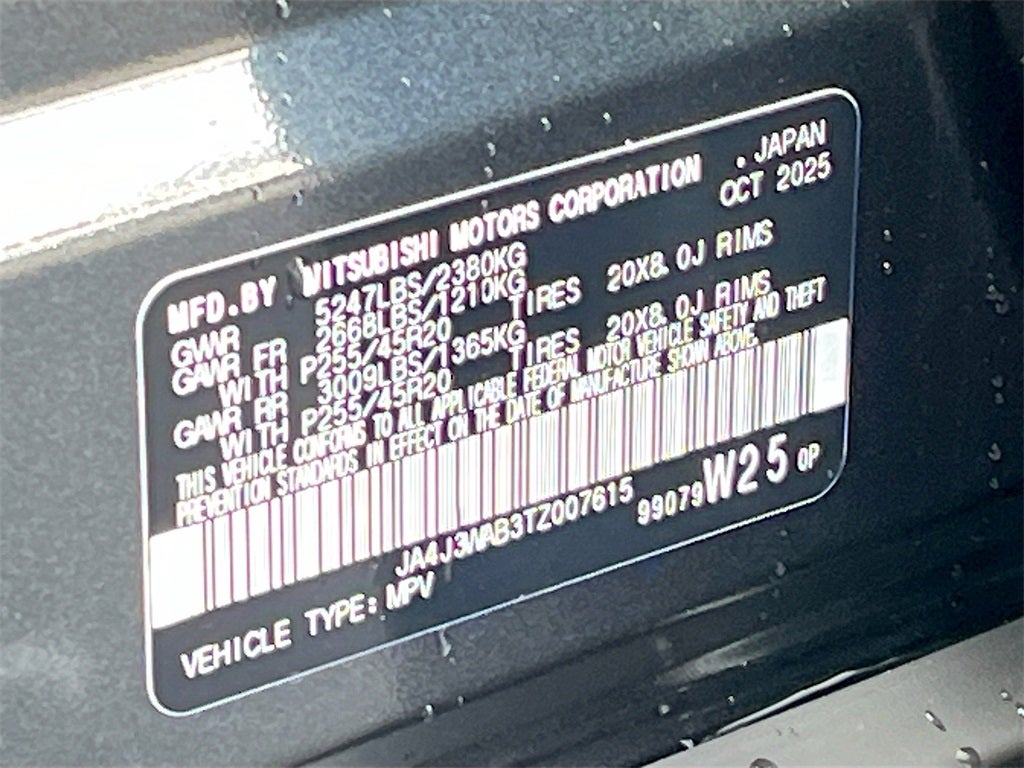 MFD.BY MITSUBISHI MOTORS CORPORATION . JAPAN
OCT 2025
GWR 5247LBS/2380KG
GAWR FR 2668LBS/1210KG
WITH P255/45R20 TIRES 20X8.0J RIMS
GAWR RR 3009LBS/1365KG
WITH P255/45R20 TIRES 20X8.0J RIMS
THIS VEHICLE CONFORMS TO ALL APPLICABLE FEDERAL MOTOR VEHICLE SAFETY AND THEFT
PREVENTION STANDARDS IN EFFECT ON THE DATE OF MANUFACTURE SHOWN ABOVE.
JA4J3WAB3TZ007615 99079W25 OP
VEHICLE TYPE: MPV